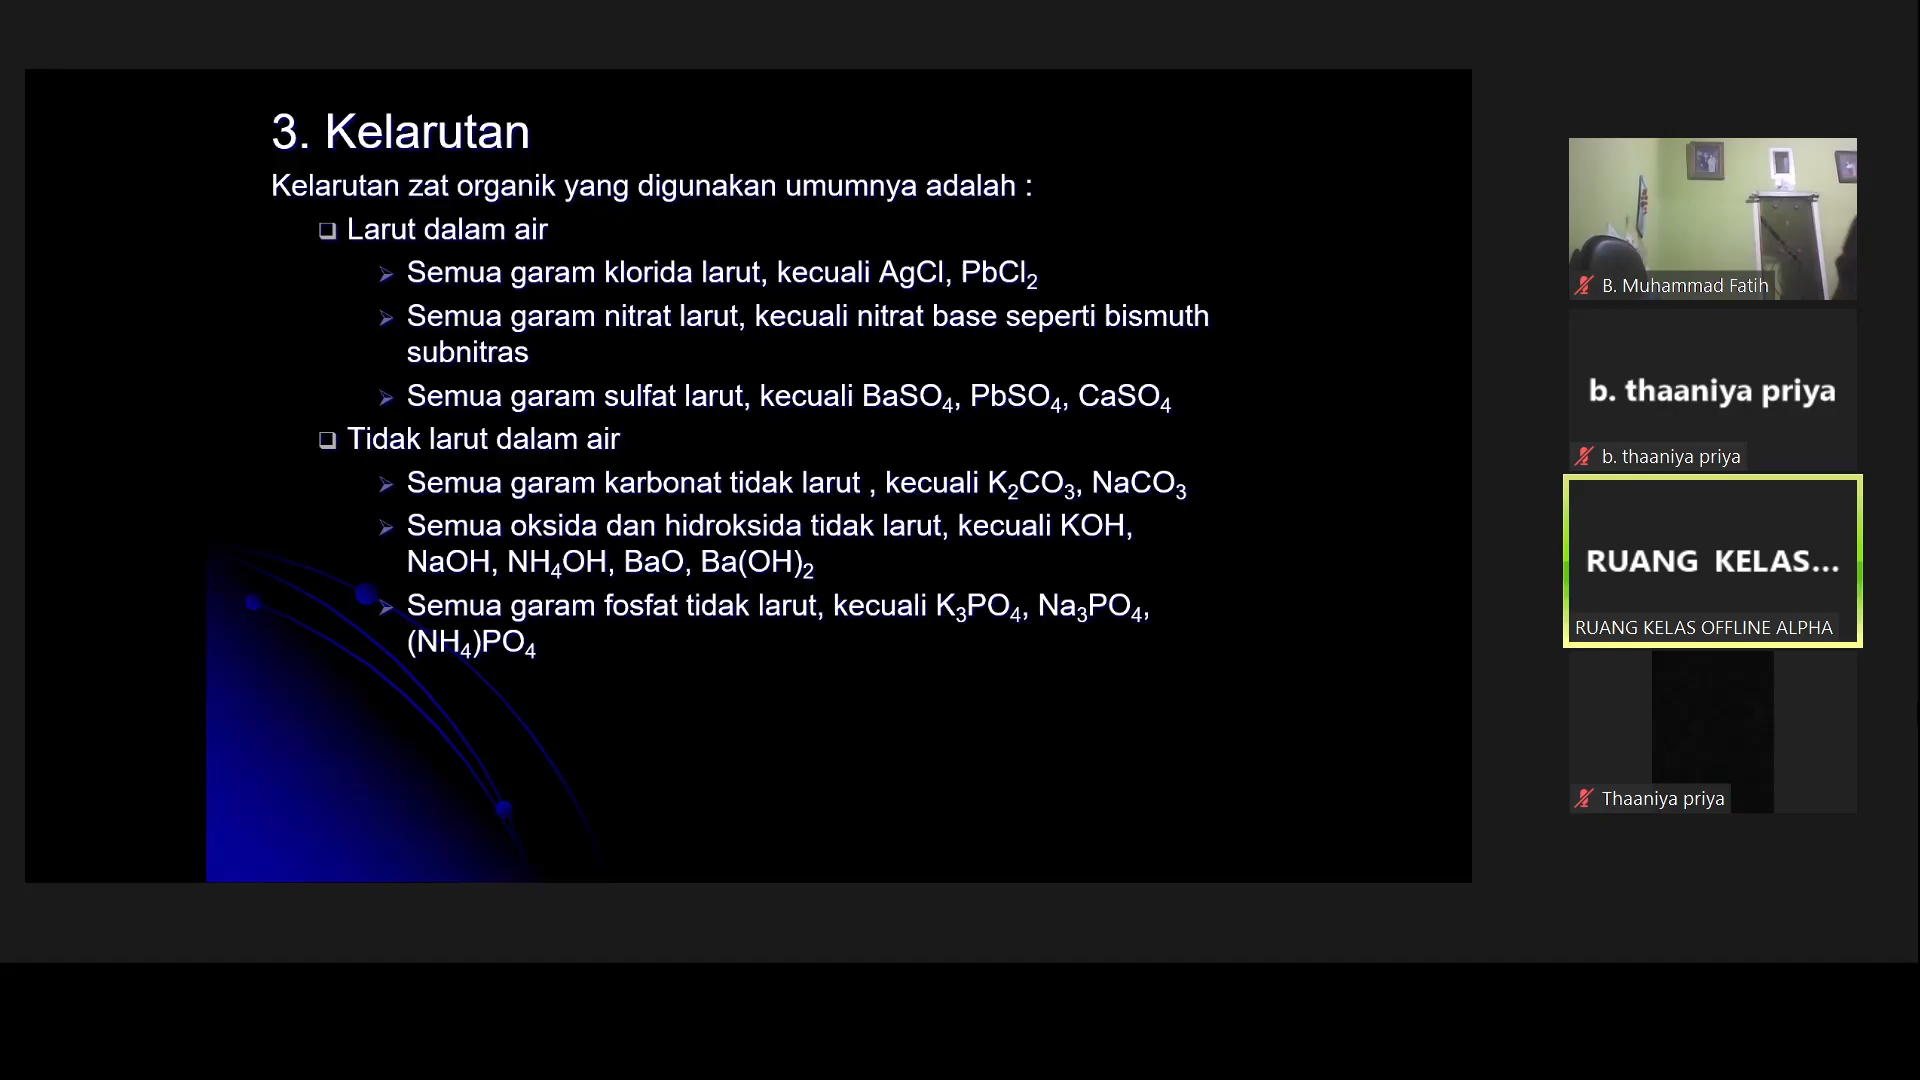 3. Kelarutan
Kelarutan zat organik yang digunakan umumnya adalah :
❑ Larut dalam air
➢ Semua garam klorida larut, kecuali AgCl, PbCl₂
➢ Semua garam nitrat larut, kecuali nitrat base seperti bismuth
subnitras
➢ Semua garam sulfat larut, kecuali BaSO₄, PbSO₄, CaSO₄
❑ Tidak larut dalam air
➢ Semua garam karbonat tidak larut , kecuali K₂CO₃, NaCO₃
➢ Semua oksida dan hidroksida tidak larut, kecuali KOH,
NaOH, NH₄OH, BaO, Ba(OH)₂
➢ Semua garam fosfat tidak larut, kecuali K₃PO₄, Na₃PO₄,
(NH₄)PO₄
B. Muhammad Fatih
b. thaaniya priya
b. thaaniya priya
RUANG KELAS...
RUANG KELAS OFFLINE ALPHA
Thaaniya priya